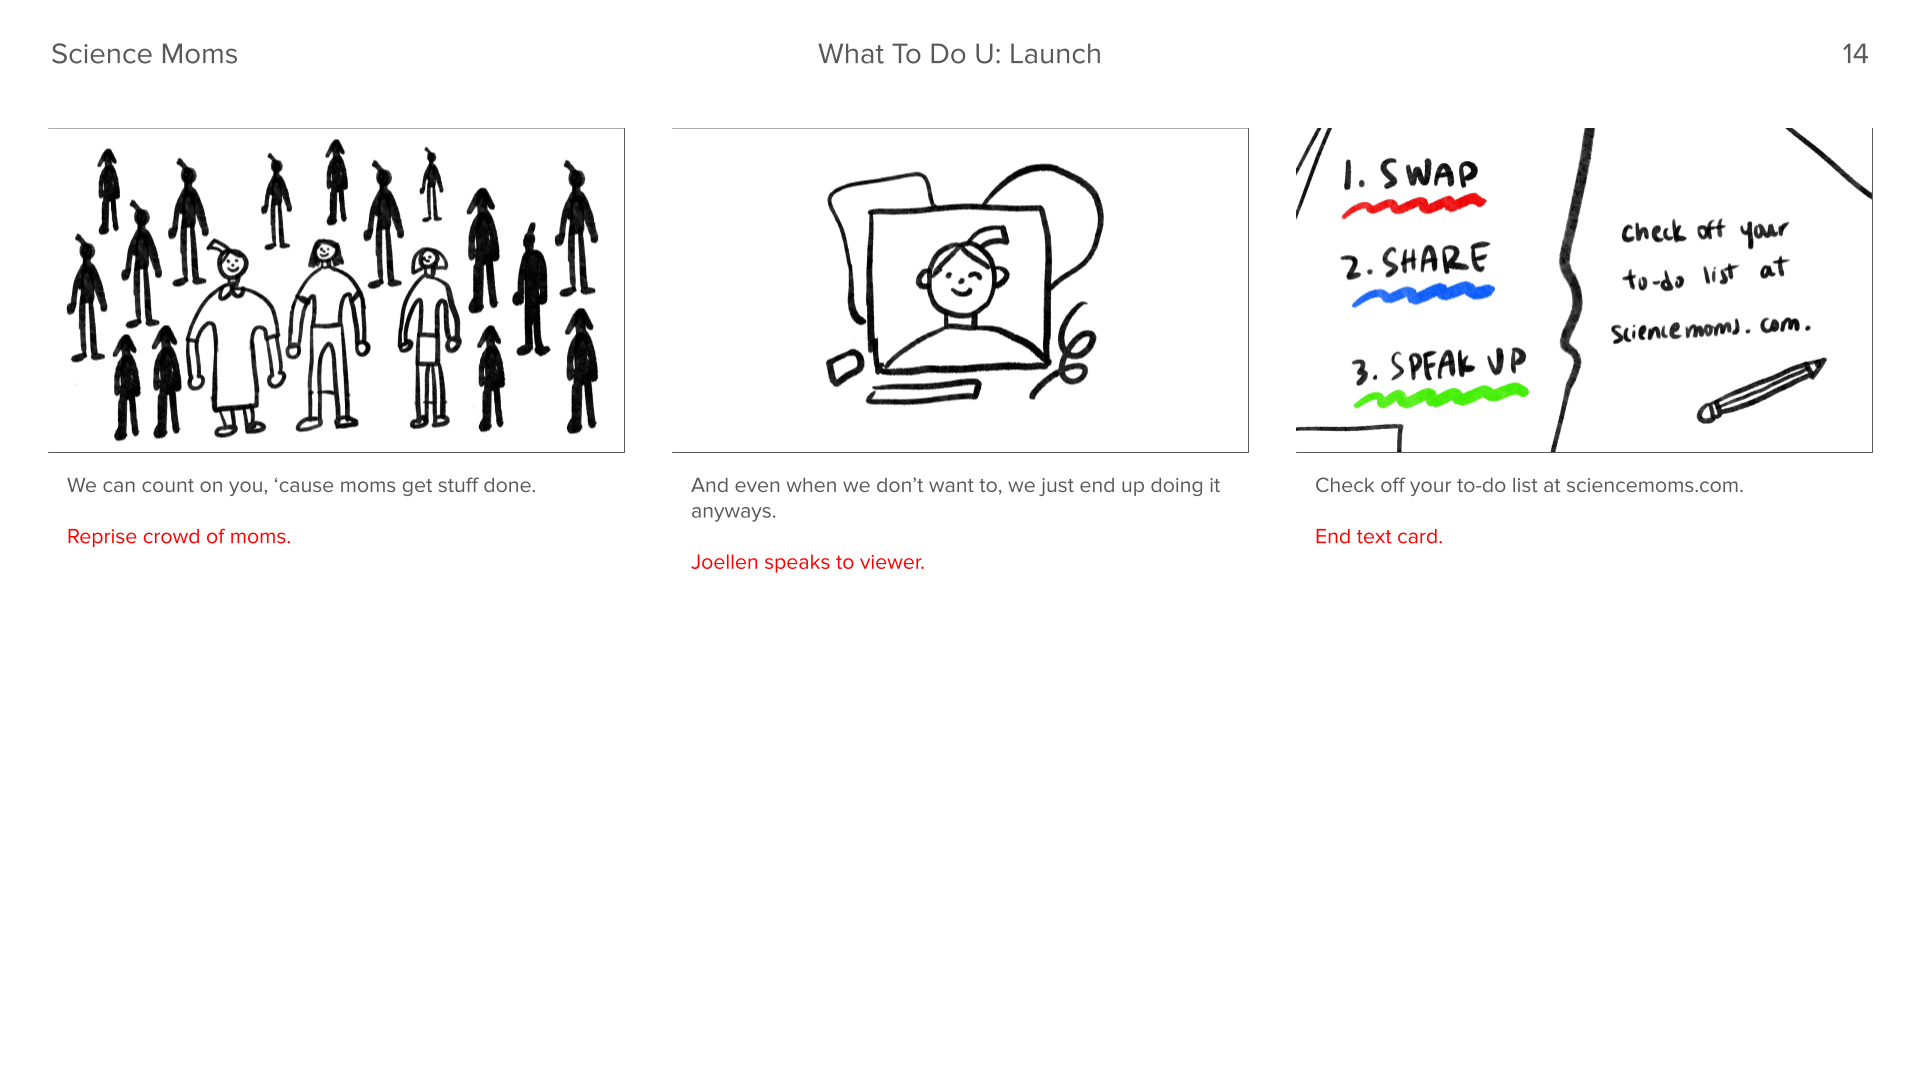 Science Moms
What To Do U: Launch
14
1. SWAP
2. SHARE
3. SPEAK UP
check off your
to-do list at
sciencemoms.com.
We can count on you, ‘cause moms get stuff done.
Reprise crowd of moms.
And even when we don’t want to, we just end up doing it
anyways.
Joellen speaks to viewer.
Check off your to-do list at sciencemoms.com.
End text card.